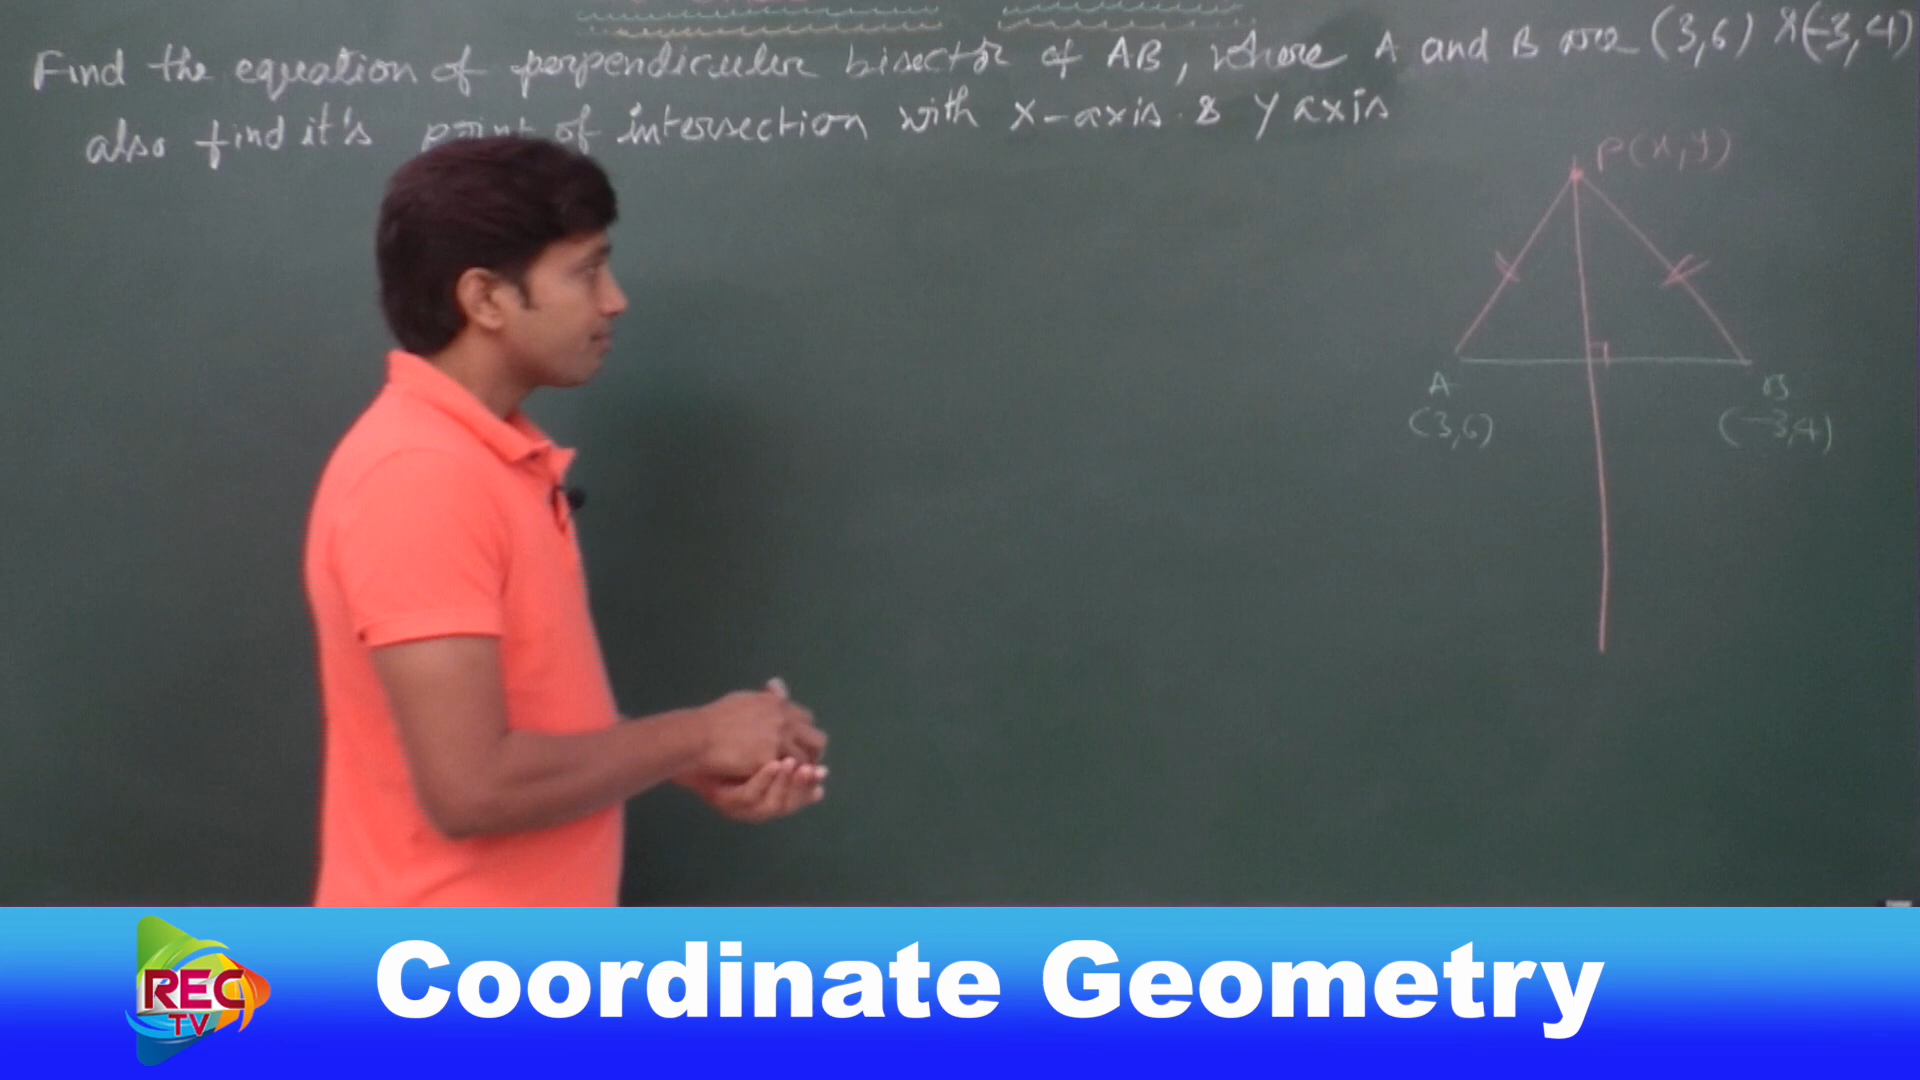 Find the equation of perpendicular bisector of AB, where A and B are (3,6) & (-3,4)
also find it's point of intersection with x-axis & y axis
P(x,y)
A
B
(3,6)
(-3,4)
REC
TV
Coordinate Geometry